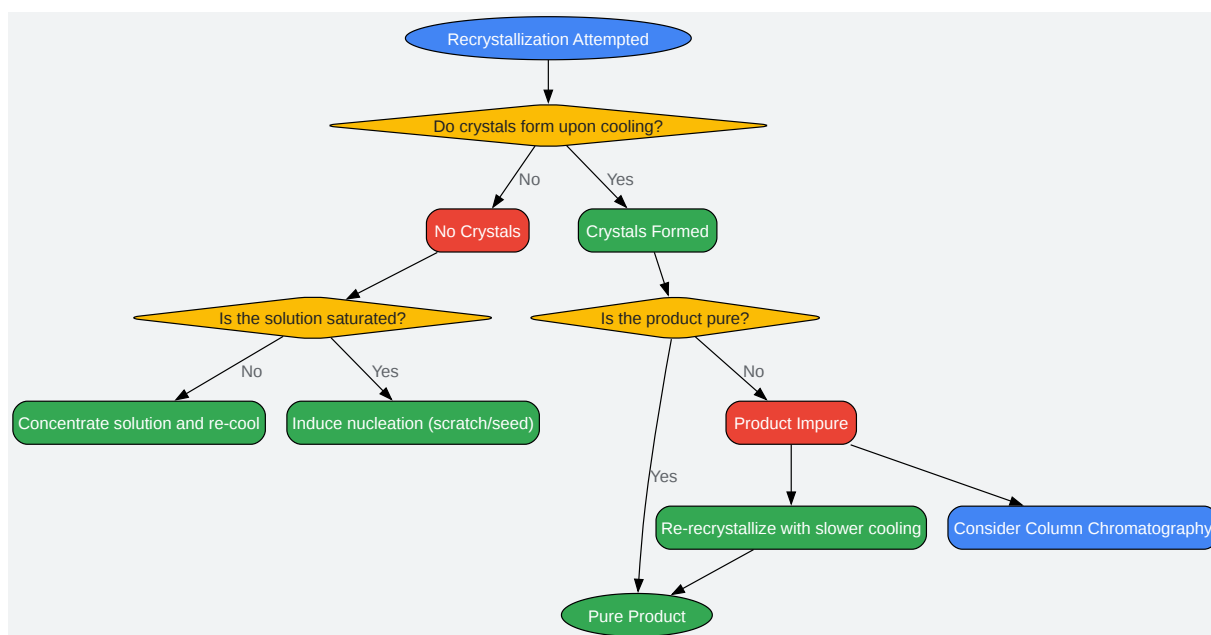 Recrystallization Attempted
Do crystals form upon cooling?
No
Yes
No Crystals
Crystals Formed
Is the solution saturated?
Is the product pure?
No
Yes
No
Concentrate solution and re-cool
Induce nucleation (scratch/seed)
Product Impure
Yes
Re-recrystallize with slower cooling
Consider Column Chromatography
Pure Product